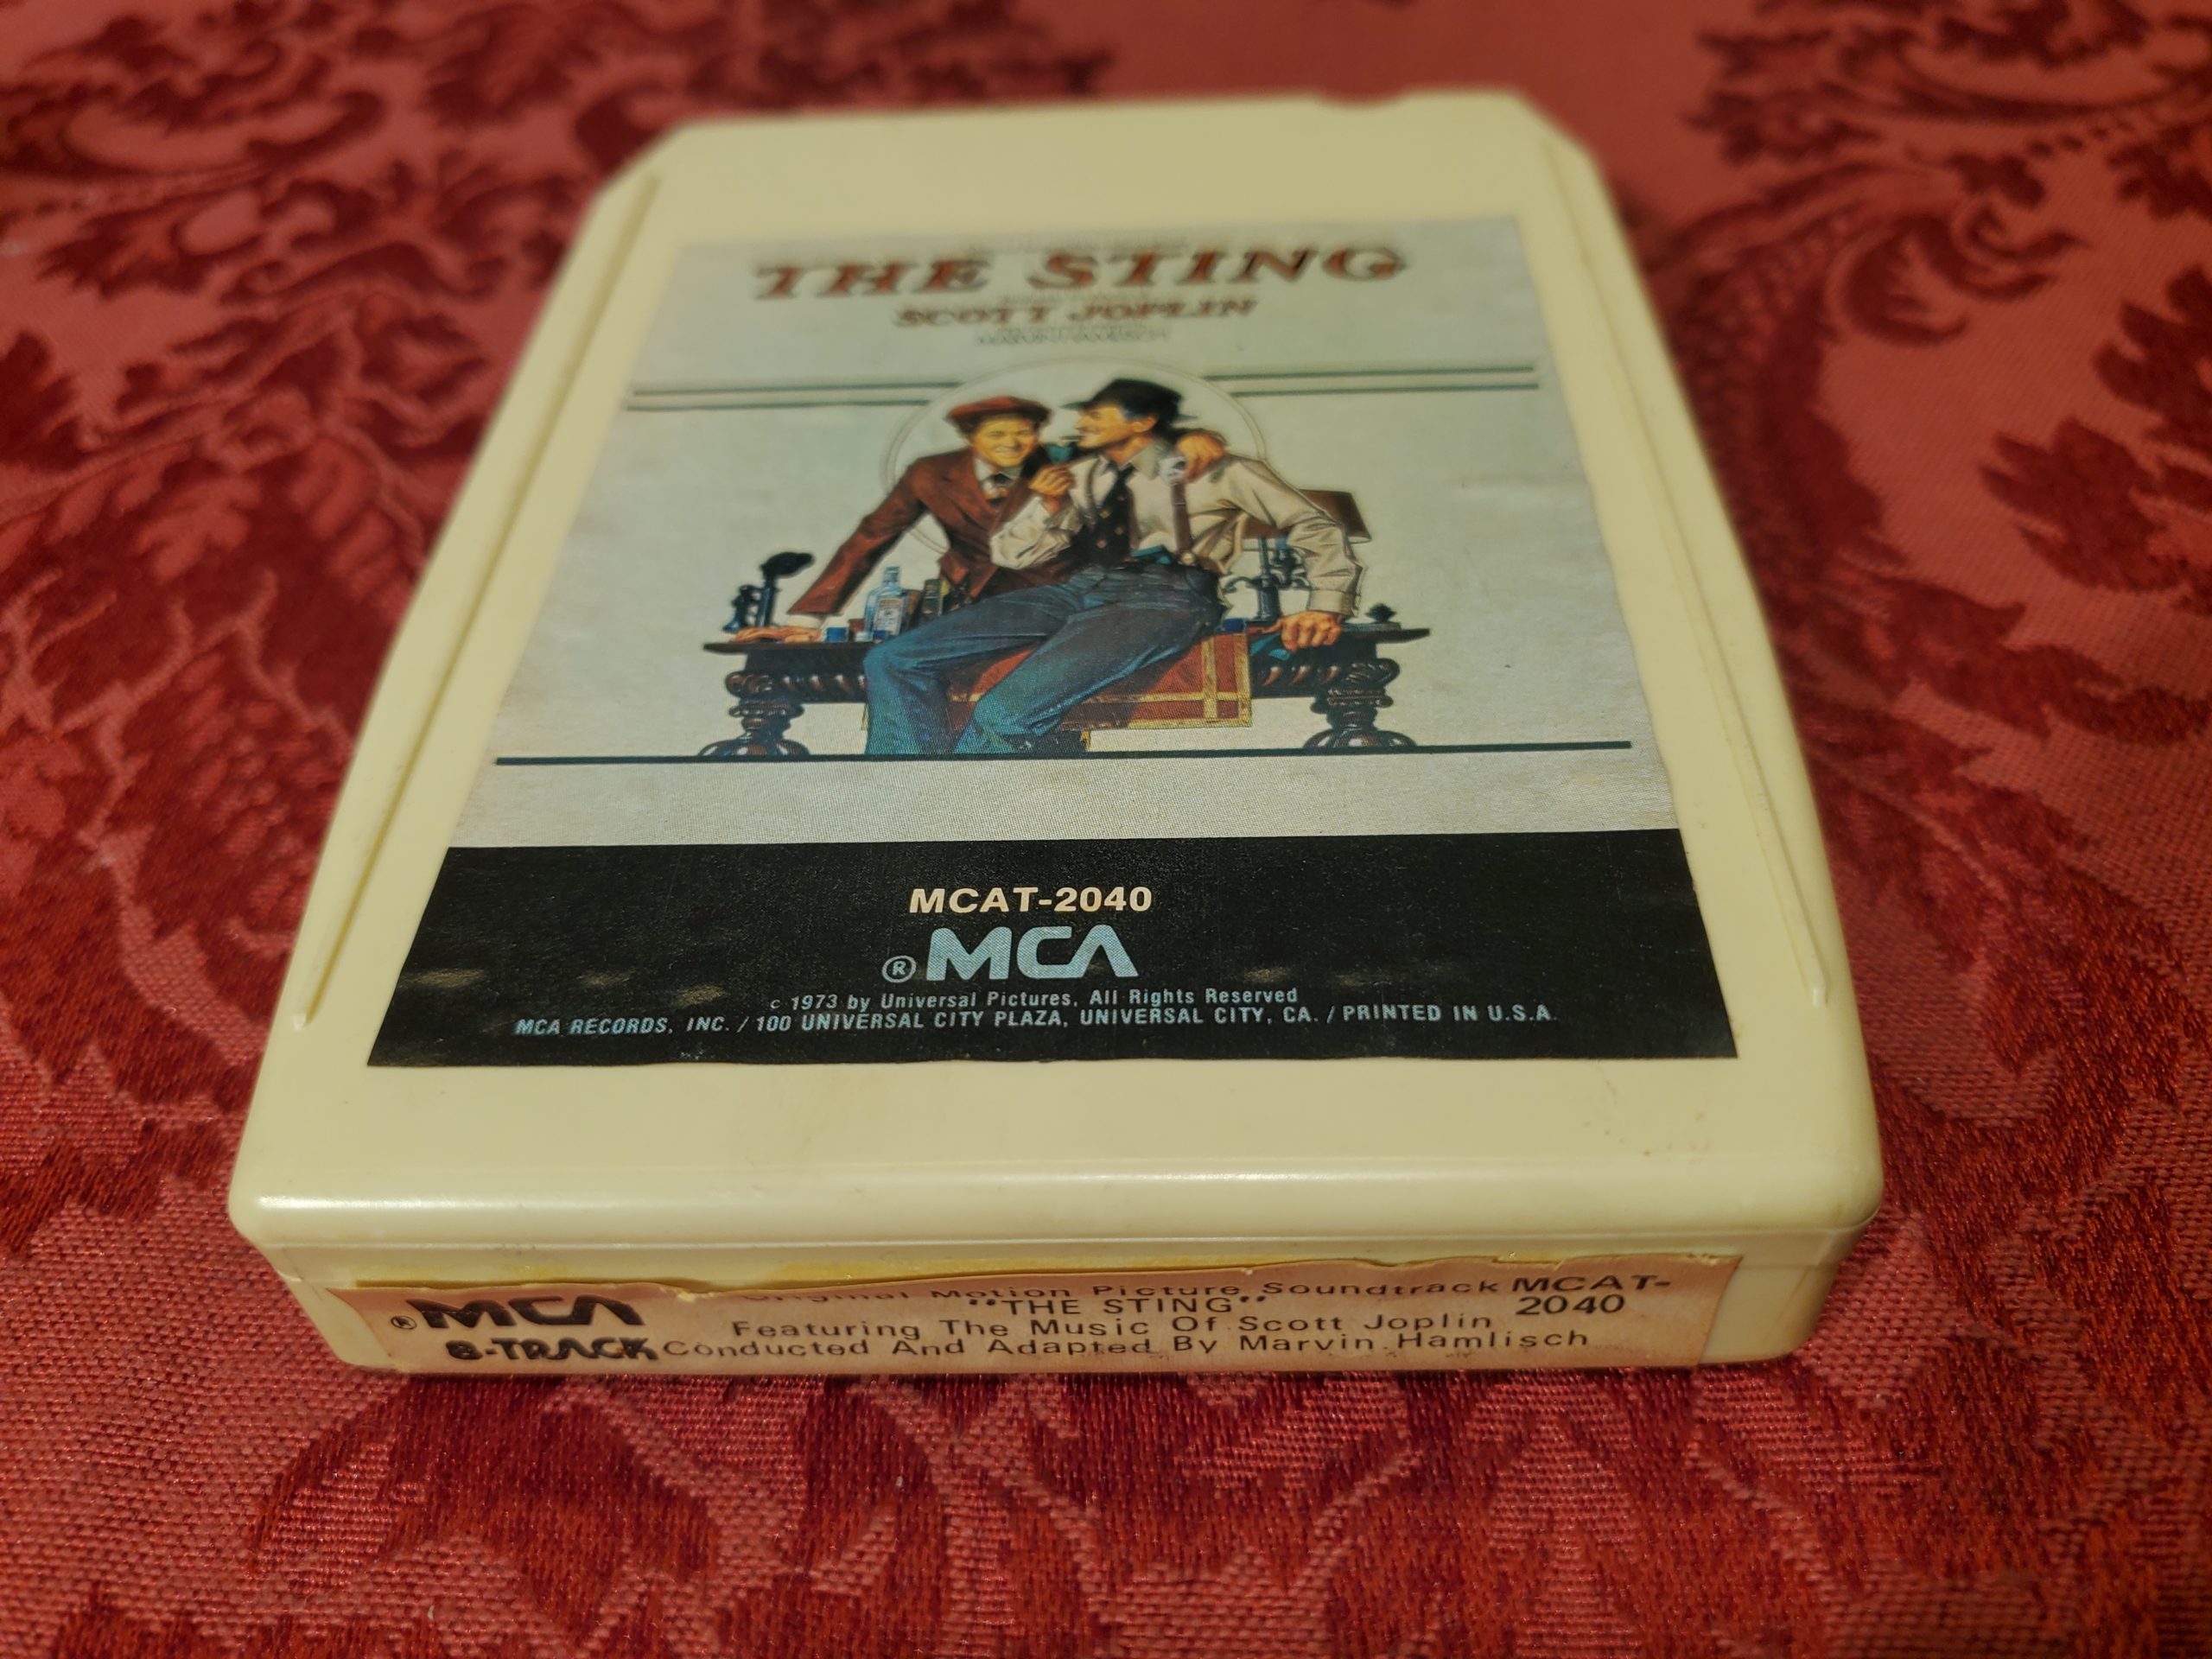 THE STING
SCOTT JOPLIN
MCAT-2040
® MCA
c 1973 by Universal Pictures, All Rights Reserved
MCA RECORDS, INC. / 100 UNIVERSAL CITY PLAZA, UNIVERSAL CITY, CA. / PRINTED IN U.S.A.
® MCA
8-TRACK
Original Motion Picture Soundtrack
"THE STING"
Featuring The Music Of Scott Joplin
Conducted And Adapted By Marvin Hamlisch
MCAT-
2040